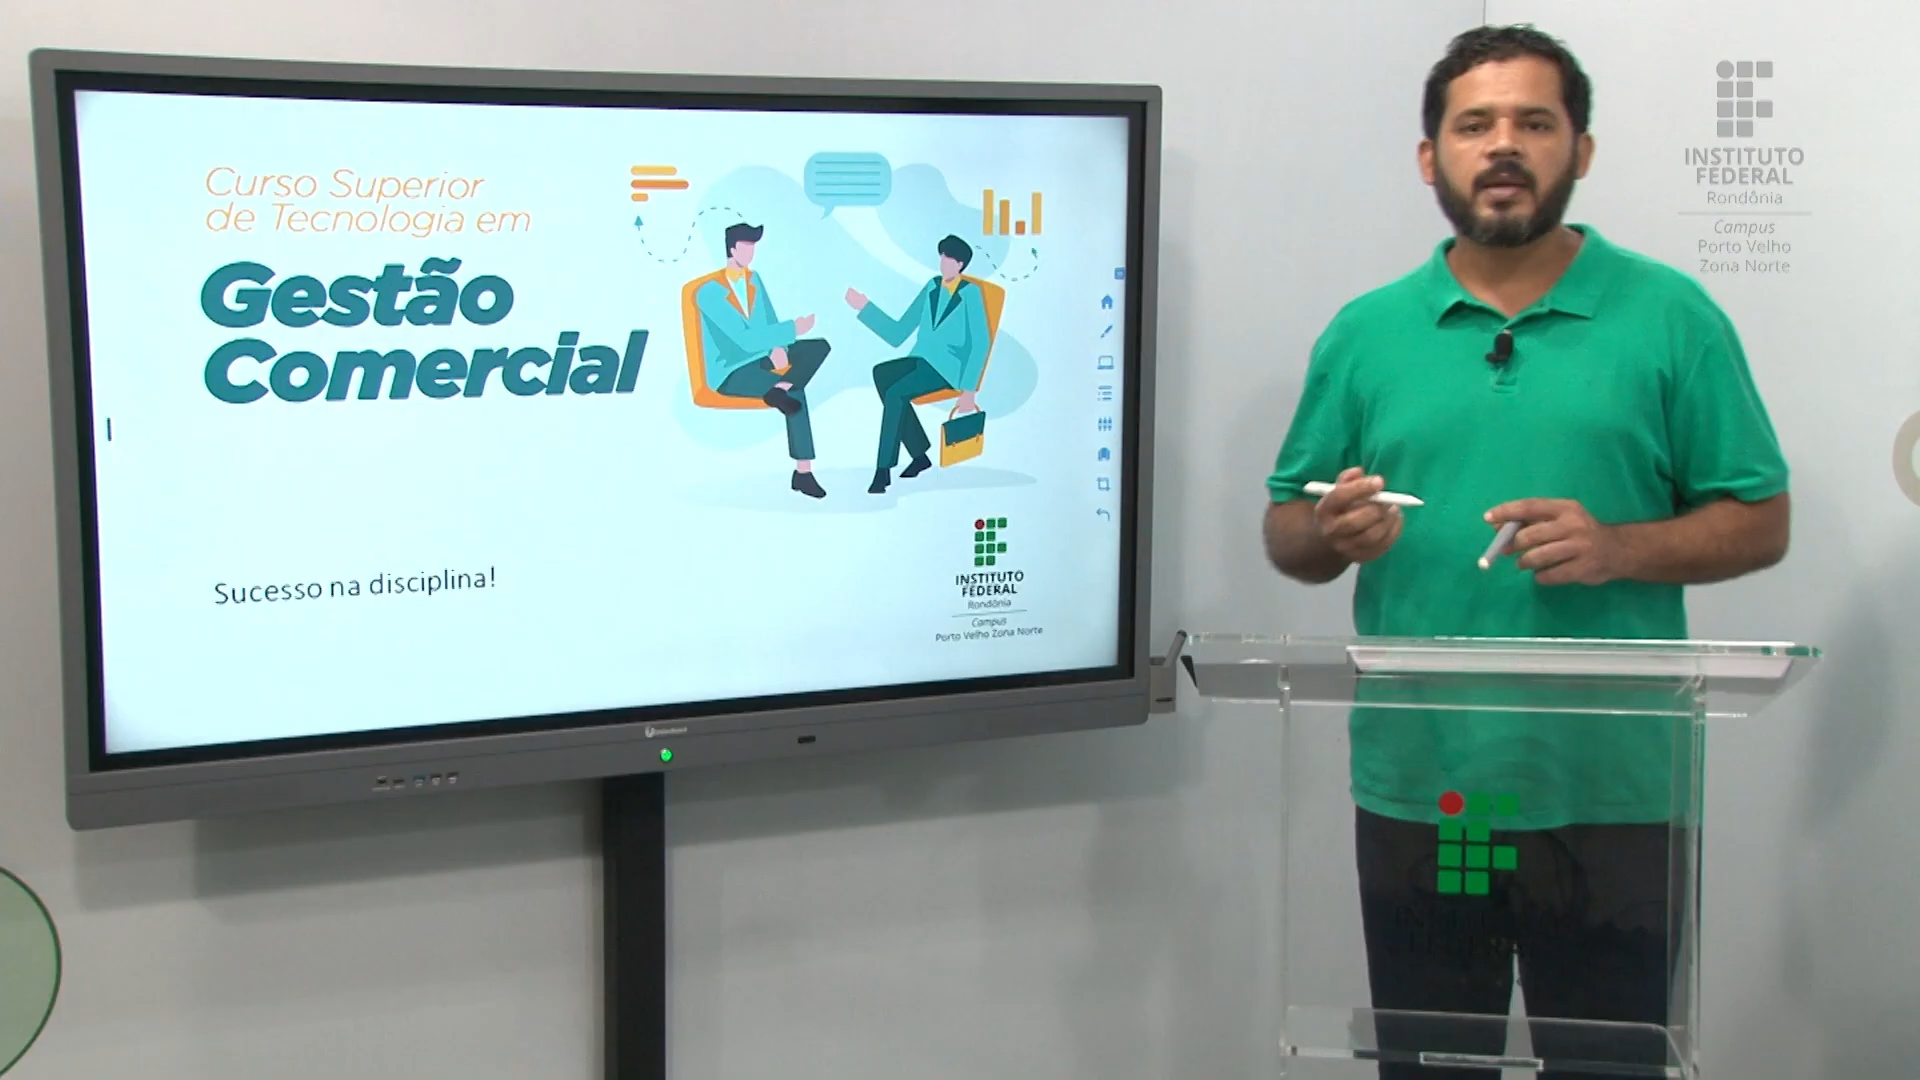 Curso Superior
de Tecnologia em
Gestão
Comercial
Sucesso na disciplina!
INSTITUTO
FEDERAL
Rondônia
Campus
Porto Velho Zona Norte
INSTITUTO
FEDERAL
Rondônia
Campus
Porto Velho
Zona Norte